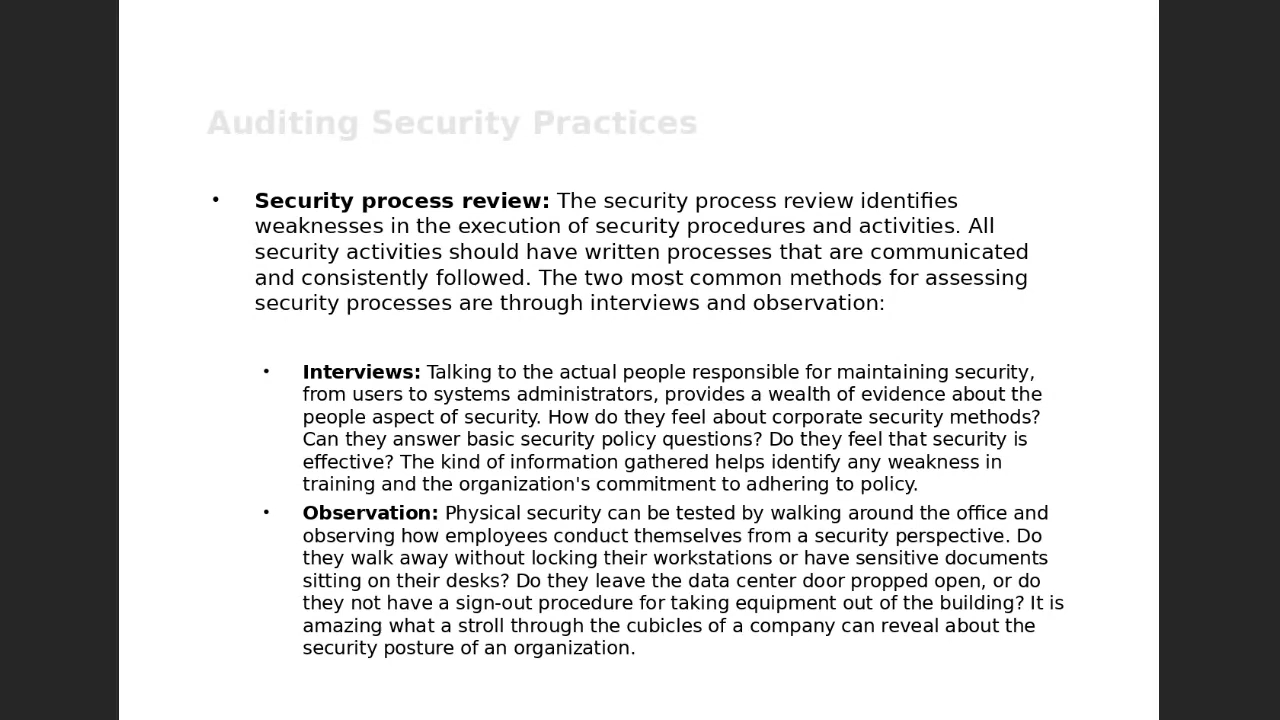 Auditing Security Practices
• Security process review: The security process review identifies
weaknesses in the execution of security procedures and activities. All
security activities should have written processes that are communicated
and consistently followed. The two most common methods for assessing
security processes are through interviews and observation:
• Interviews: Talking to the actual people responsible for maintaining security,
from users to systems administrators, provides a wealth of evidence about the
people aspect of security. How do they feel about corporate security methods?
Can they answer basic security policy questions? Do they feel that security is
effective? The kind of information gathered helps identify any weakness in
training and the organization's commitment to adhering to policy.
• Observation: Physical security can be tested by walking around the office and
observing how employees conduct themselves from a security perspective. Do
they walk away without locking their workstations or have sensitive documents
sitting on their desks? Do they leave the data center door propped open, or do
they not have a sign-out procedure for taking equipment out of the building? It is
amazing what a stroll through the cubicles of a company can reveal about the
security posture of an organization.